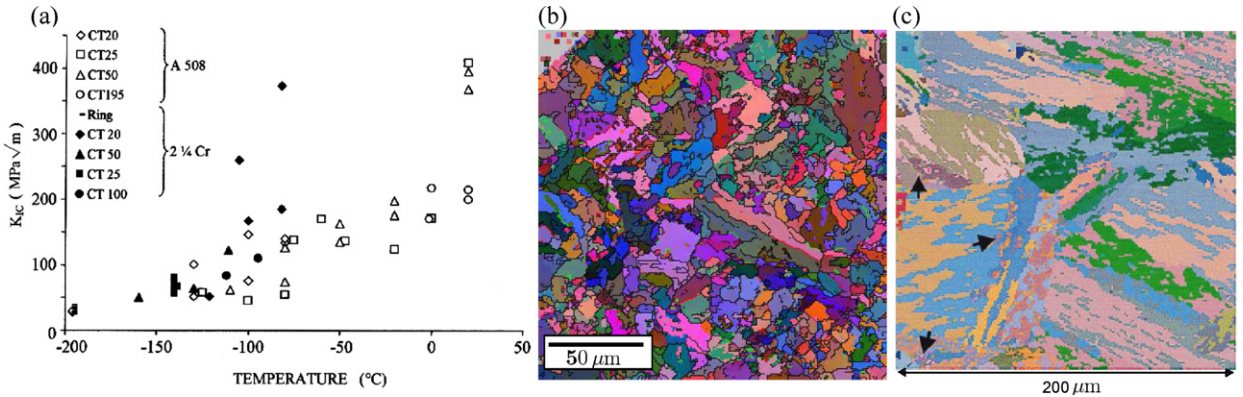 (a)
CT20
CT25
CT50
CT195
A 508
Ring
CT 20
CT 50
CT 25
CT 100
2 ¼ Cr
400
300
200
100
0
K_IC (MPa√m)
-200
-150
-100
-50
0
50
TEMPERATURE (°C)
(b)
50 μm
(c)
200 μm